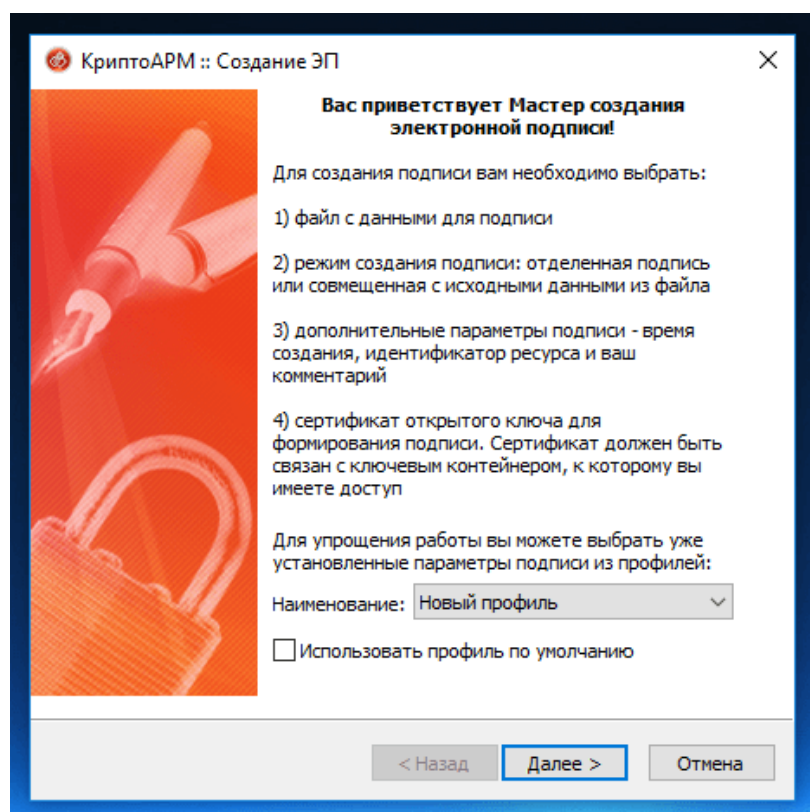 КриптоАРМ :: Создание ЭП
Вас приветствует Мастер создания
электронной подписи!
Для создания подписи вам необходимо выбрать:
1) файл с данными для подписи
2) режим создания подписи: отделенная подпись
или совмещенная с исходными данными из файла
3) дополнительные параметры подписи - время
создания, идентификатор ресурса и ваш
комментарий
4) сертификат открытого ключа для
формирования подписи. Сертификат должен быть
связан с ключевым контейнером, к которому вы
имеете доступ
Для упрощения работы вы можете выбрать уже
установленные параметры подписи из профилей:
Наименование: Новый профиль
Использовать профиль по умолчанию
< Назад Далее > Отмена